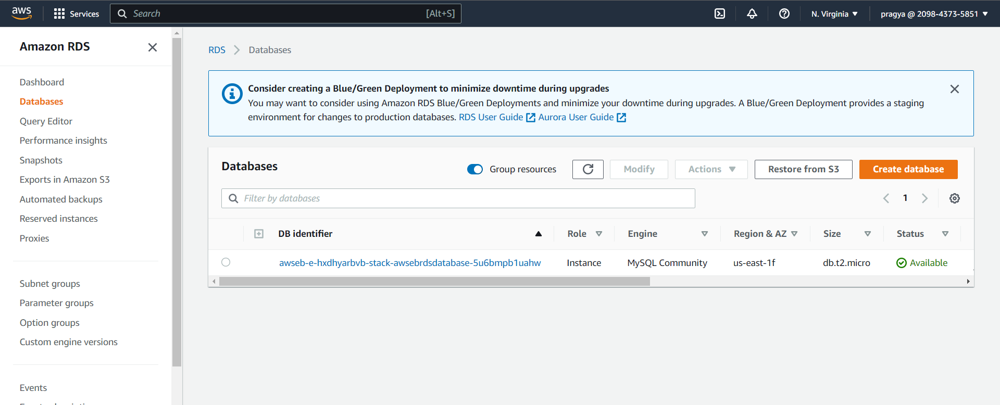 aws Services Search [Alt+S] N. Virginia pragya @ 2098-4373-5851
Amazon RDS
Dashboard
Databases
Query Editor
Performance insights
Snapshots
Exports in Amazon S3
Automated backups
Reserved instances
Proxies
Subnet groups
Parameter groups
Option groups
Custom engine versions
Events
RDS Databases
Consider creating a Blue/Green Deployment to minimize downtime during upgrades
You may want to consider using Amazon RDS Blue/Green Deployments and minimize your downtime during upgrades. A Blue/Green Deployment provides a staging
environment for changes to production databases. RDS User Guide Aurora User Guide
Databases Group resources Modify Actions Restore from S3 Create database
Filter by databases 1
DB identifier Role Engine Region & AZ Size Status
awseb-e-hxdhyarbvb-stack-awsebrdsdatabase-5u6bmpb1uahw Instance MySQL Community us-east-1f db.t2.micro Available